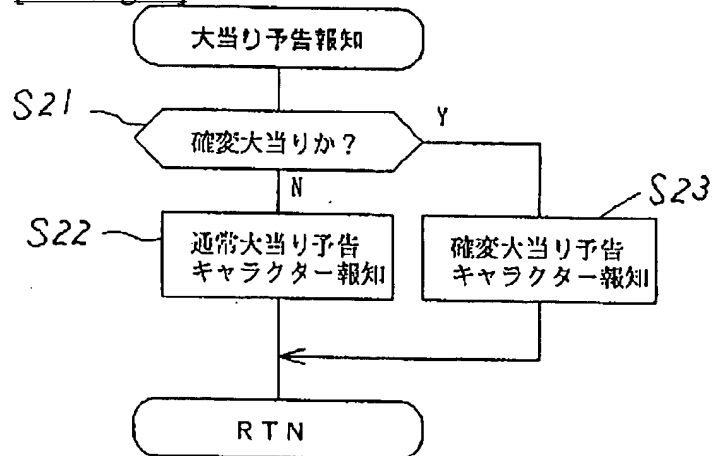 大当り予告報知
S21
確変大当りか？
Y
N
S22
通常大当り予告
キャラクター報知
S23
確変大当り予告
キャラクター報知
RTN